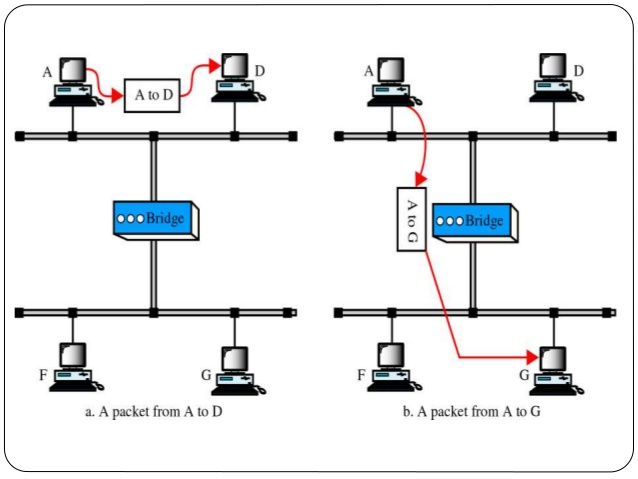 A
A to D
D
Bridge
F
G
a. A packet from A to D
A
D
A to G
Bridge
F
G
b. A packet from A to G